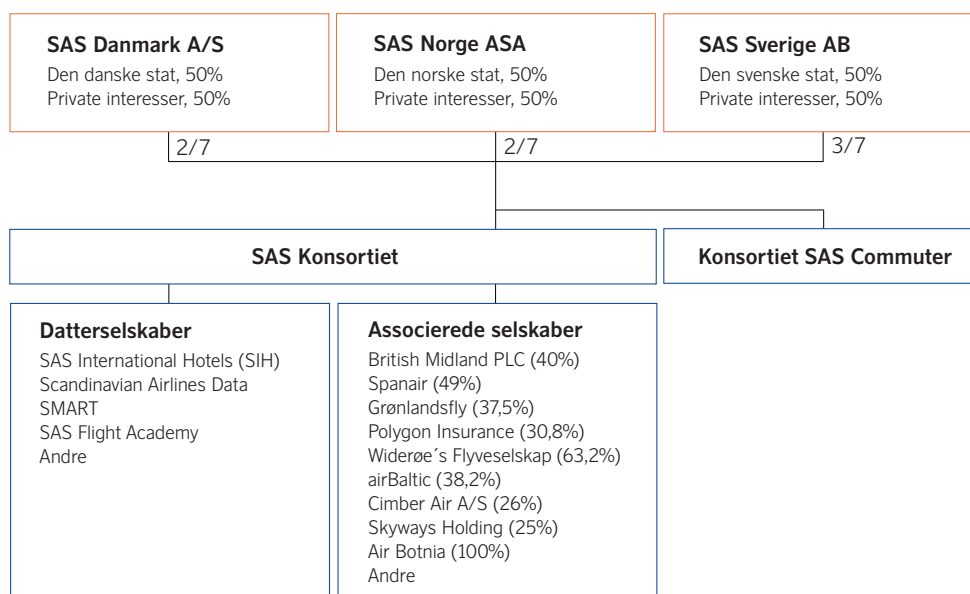 SAS Danmark A/S
Den danske stat, 50%
Private interesser, 50%
SAS Norge ASA
Den norske stat, 50%
Private interesser, 50%
SAS Sverige AB
Den svenske stat, 50%
Private interesser, 50%
2/7
2/7
3/7
SAS Konsortiet
Konsortiet SAS Commuter
Datterselskaber
SAS International Hotels (SIH)
Scandinavian Airlines Data
SMART
SAS Flight Academy
Andre
Associerede selskaber
British Midland PLC (40%)
Spanair (49%)
Grønlandsfly (37,5%)
Polygon Insurance (30,8%)
Widerøe´s Flyveselskap (63,2%)
airBaltic (38,2%)
Cimber Air A/S (26%)
Skyways Holding (25%)
Air Botnia (100%)
Andre